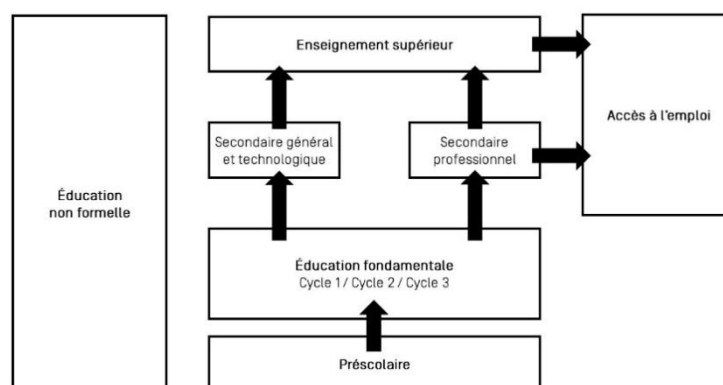 Enseignement supérieur
Accès à l'emploi
Secondaire général
et technologique
Secondaire
professionnel
Éducation
non formelle
Éducation fondamentale
Cycle 1 / Cycle 2 / Cycle 3
Préscolaire